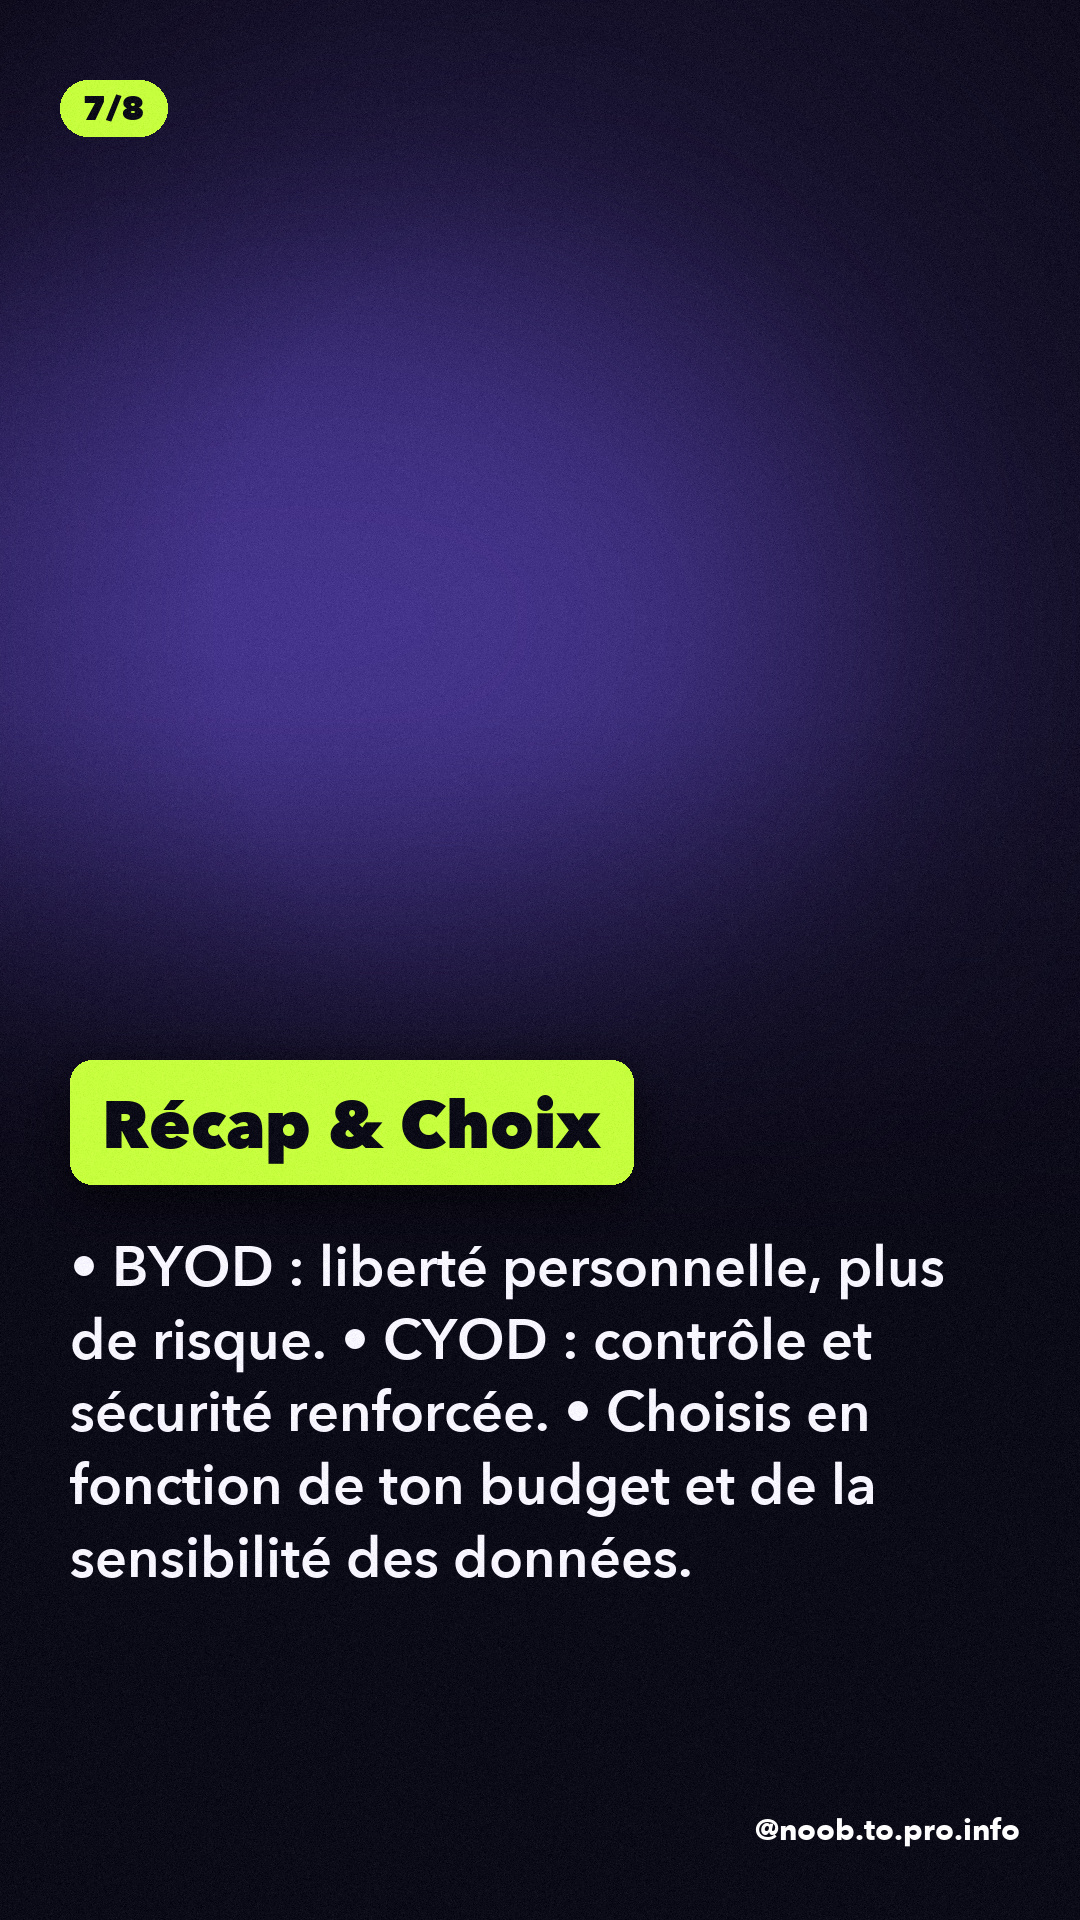 7/8
Récap & Choix
• BYOD : liberté personnelle, plus
de risque. • CYOD : contrôle et
sécurité renforcée. • Choisis en
fonction de ton budget et de la
sensibilité des données.
@noob.to.pro.info